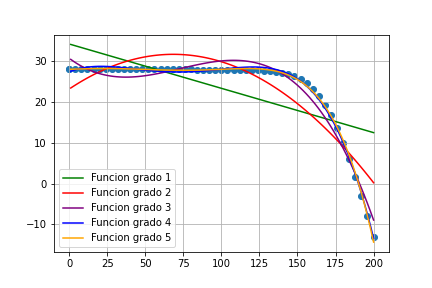 30
20
10
0
−10
Funcion grado 1
Funcion grado 2
Funcion grado 3
Funcion grado 4
Funcion grado 5
0 25 50 75 100 125 150 175 200